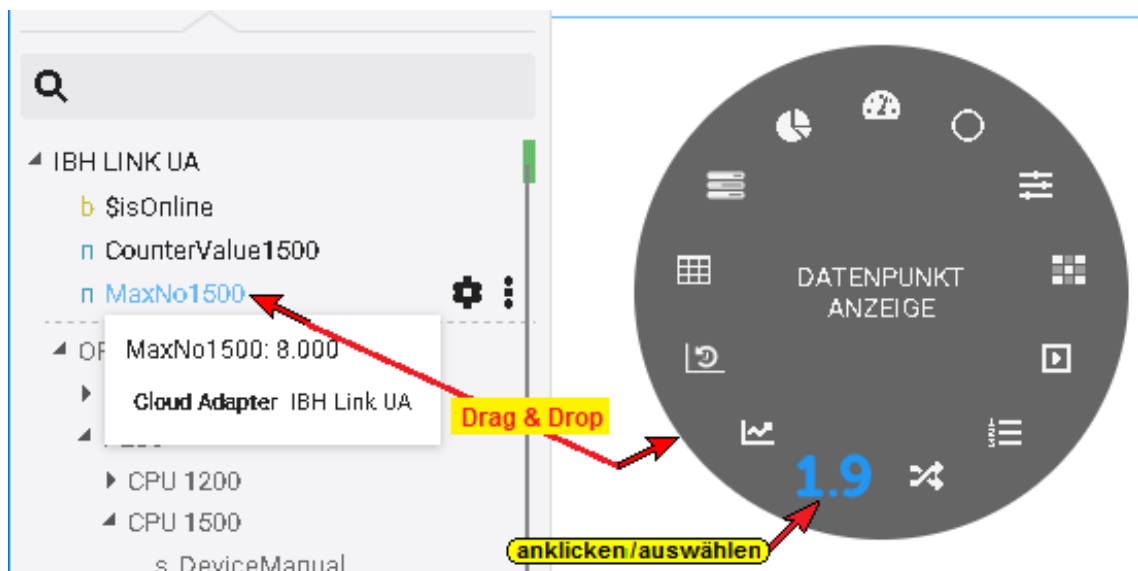 IBH LINK UA
b $isOnline
n CounterValue1500
n MaxNo1500
MaxNo1500: 8.000
Cloud Adapter IBH Link UA
CPU 1200
CPU 1500
s DeviceManual
Drag & Drop
DATENPUNKT
ANZEIGE
1.9
anklicken/auswählen